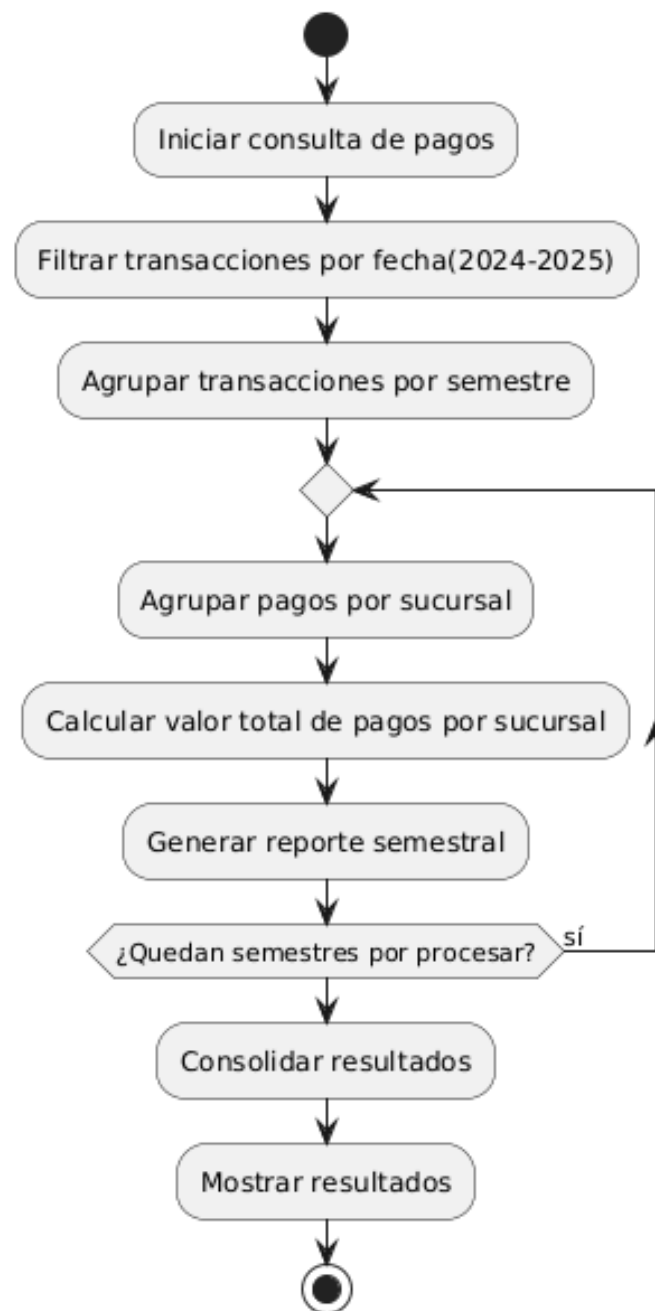 Iniciar consulta de pagos
Filtrar transacciones por fecha(2024-2025)
Agrupar transacciones por semestre
Agrupar pagos por sucursal
Calcular valor total de pagos por sucursal
Generar reporte semestral
¿Quedan semestres por procesar?
sí
Consolidar resultados
Mostrar resultados